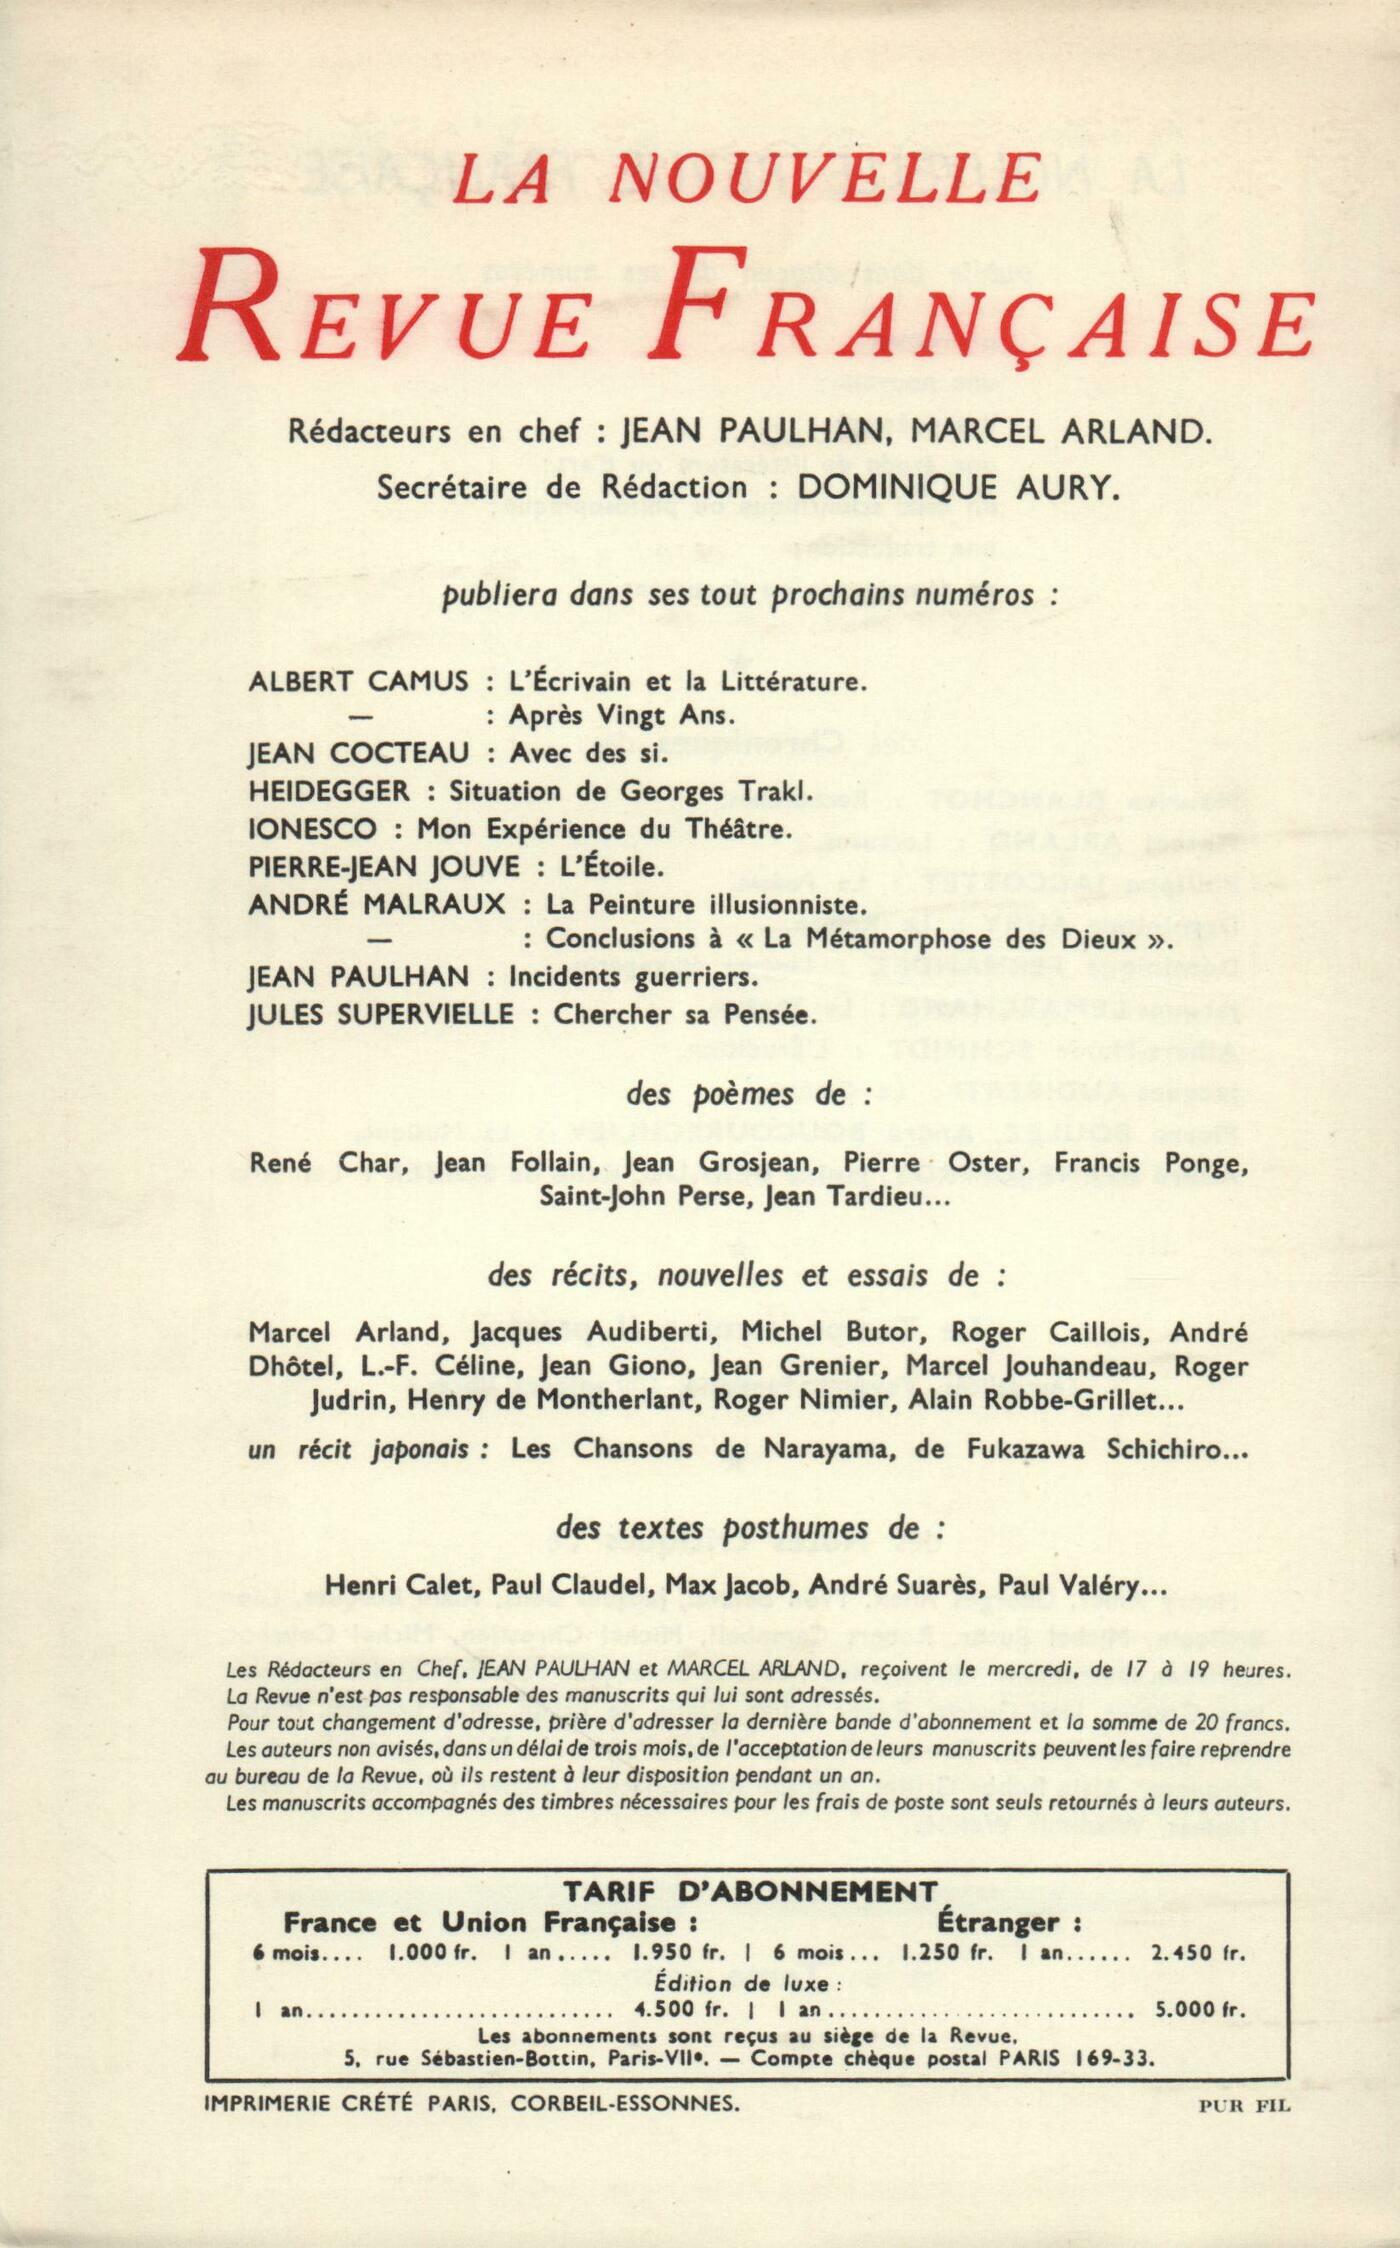 LA NOUVELLE
REVUE FRANÇAISE
Rédacteurs en chef : JEAN PAULHAN, MARCEL ARLAND.
Secrétaire de Rédaction : DOMINIQUE AURY.
publiera dans ses tout prochains numéros :
ALBERT CAMUS : L'Écrivain et la Littérature.
— : Après Vingt Ans.
JEAN COCTEAU : Avec des si.
HEIDEGGER : Situation de Georges Trakl.
IONESCO : Mon Expérience du Théâtre.
PIERRE-JEAN JOUVE : L'Étoile.
ANDRÉ MALRAUX : La Peinture illusionniste.
— : Conclusions à « La Métamorphose des Dieux ».
JEAN PAULHAN : Incidents guerriers.
JULES SUPERVIELLE : Chercher sa Pensée.
des poèmes de :
René Char, Jean Follain, Jean Grosjean, Pierre Oster, Francis Ponge,
Saint-John Perse, Jean Tardieu...
des récits, nouvelles et essais de :
Marcel Arland, Jacques Audiberti, Michel Butor, Roger Caillois, André
Dhôtel, L.-F. Céline, Jean Giono, Jean Grenier, Marcel Jouhandeau, Roger
Judrin, Henry de Montherlant, Roger Nimier, Alain Robbe-Grillet...
un récit japonais : Les Chansons de Narayama, de Fukazawa Schichiro...
des textes posthumes de :
Henri Calet, Paul Claudel, Max Jacob, André Suarès, Paul Valéry...
Les Rédacteurs en Chef, JEAN PAULHAN et MARCEL ARLAND, reçoivent le mercredi, de 17 à 19 heures.
La Revue n'est pas responsable des manuscrits qui lui sont adressés.
Pour tout changement d'adresse, prière d'adresser la dernière bande d'abonnement et la somme de 20 francs.
Les auteurs non avisés, dans un délai de trois mois, de l'acceptation de leurs manuscrits peuvent les faire reprendre
au bureau de la Revue, où ils restent à leur disposition pendant un an.
Les manuscrits accompagnés des timbres nécessaires pour les frais de poste sont seuls retournés à leurs auteurs.
TARIF D'ABONNEMENT
France et Union Française : Étranger :
6 mois.... 1.000 fr. 1 an..... 1.950 fr. | 6 mois... 1.250 fr. 1 an...... 2.450 fr.
Édition de luxe :
1 an........................... 4.500 fr. | 1 an........................... 5.000 fr.
Les abonnements sont reçus au siège de la Revue,
5, rue Sébastien-Bottin, Paris-VIIe. — Compte chèque postal PARIS 169-33.
IMPRIMERIE CRÉTÉ PARIS, CORBEIL-ESSONNES. PUR FIL